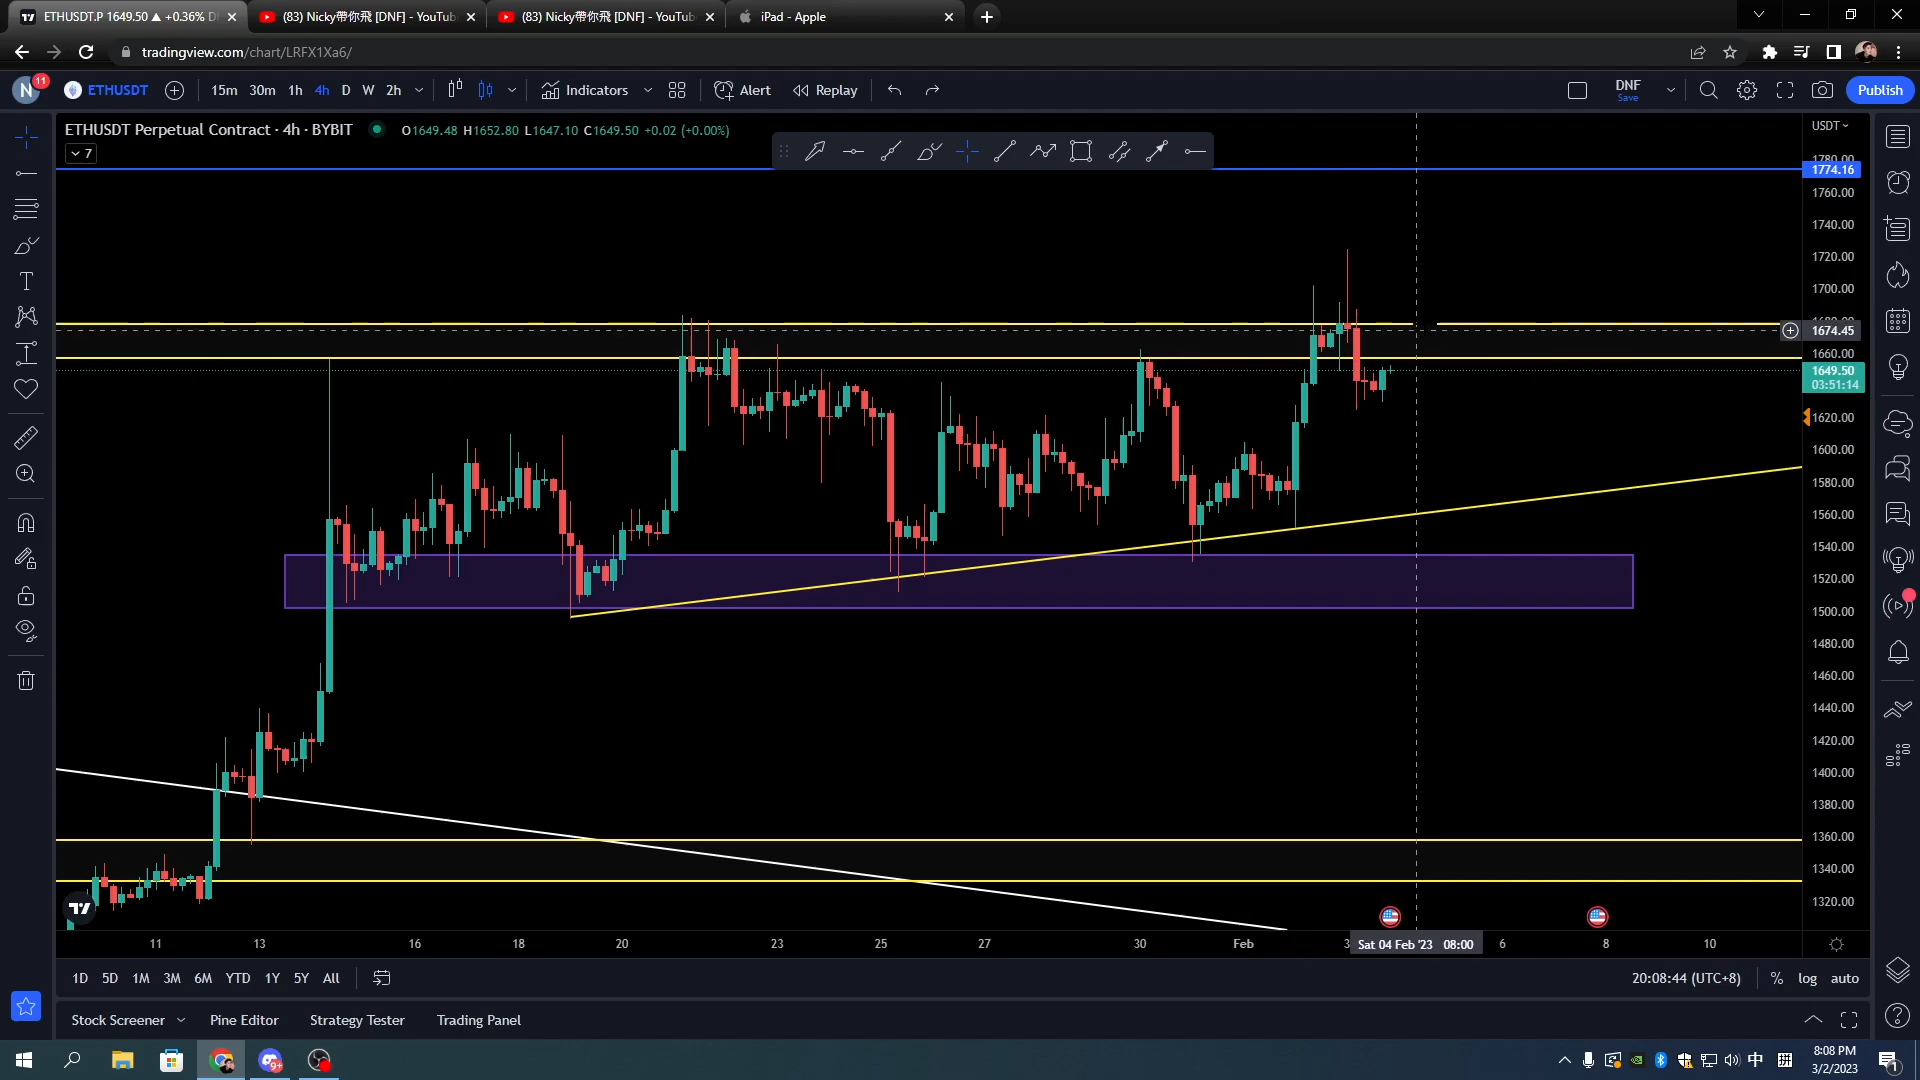 ETHUSDT.P 1649.50 ▲ +0.36%
(83) Nicky帶你飛 [DNF] - YouTub
(83) Nicky帶你飛 [DNF] - YouTub
iPad - Apple
tradingview.com/chart/LRFX1Xa6/
N
11
ETHUSDT
15m
30m
1h
4h
D
W
2h
Indicators
Alert
Replay
DNF
Save
Publish
ETHUSDT Perpetual Contract · 4h · BYBIT
O1649.48 H1652.80 L1647.10 C1649.50 +0.02 (+0.00%)
7
USDT
1774.16
1760.00
1740.00
1720.00
1700.00
1674.45
1660.00
1649.50
03:51:14
1620.00
1600.00
1580.00
1560.00
1540.00
1520.00
1500.00
1480.00
1460.00
1440.00
1420.00
1400.00
1380.00
1360.00
1340.00
1320.00
11
13
16
18
20
23
25
27
30
Feb
Sat 04 Feb '23 08:00
6
8
10
1D
5D
1M
3M
6M
YTD
1Y
5Y
All
20:08:44 (UTC+8)
%
log
auto
Stock Screener
Pine Editor
Strategy Tester
Trading Panel
9+
中
8:08 PM
3/2/2023
1